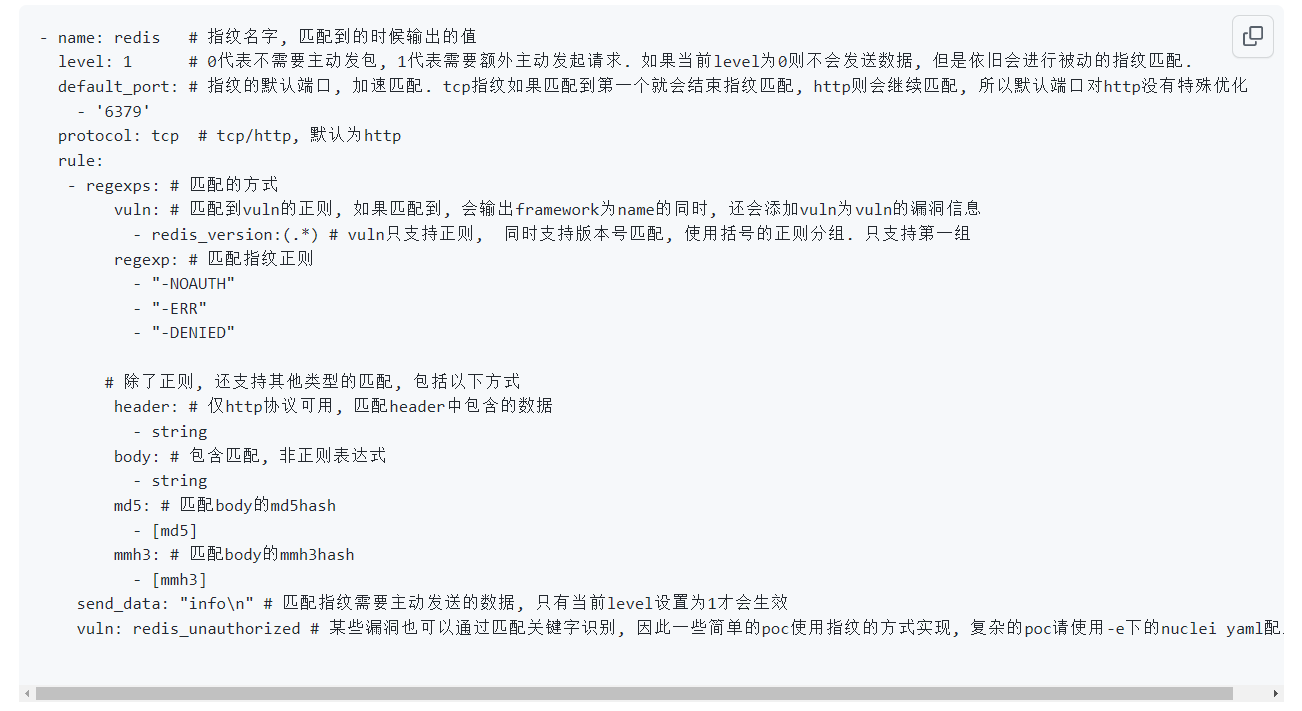 - name: redis   # 指纹名字, 匹配到的时候输出的值
  level: 1      # 0代表不需要主动发包, 1代表需要额外主动发起请求. 如果当前level为0则不会发送数据, 但是依旧会进行被动的指纹匹配.
  default_port: # 指纹的默认端口, 加速匹配. tcp指纹如果匹配到第一个就会结束指纹匹配, http则会继续匹配, 所以默认端口对http没有特殊优化
    - '6379'
  protocol: tcp  # tcp/http, 默认为http
  rule:
   - regexps: # 匹配的方式
        vuln: # 匹配到vuln的正则, 如果匹配到, 会输出framework为name的同时, 还会添加vuln为vuln的漏洞信息
          - redis_version:(.*) # vuln只支持正则,  同时支持版本号匹配, 使用括号的正则分组. 只支持第一组
        regexp: # 匹配指纹正则
          - "-NOAUTH"
          - "-ERR"
          - "-DENIED"
       # 除了正则, 还支持其他类型的匹配, 包括以下方式
        header: # 仅http协议可用, 匹配header中包含的数据
          - string
        body: # 包含匹配, 非正则表达式
          - string
        md5: # 匹配body的md5hash
          - [md5]
        mmh3: # 匹配body的mmh3hash
          - [mmh3]
    send_data: "info\n" # 匹配指纹需要主动发送的数据, 只有当前level设置为1才会生效
    vuln: redis_unauthorized # 某些漏洞也可以通过匹配关键字识别, 因此一些简单的poc使用指纹的方式实现, 复杂的poc请使用-e下的nuclei yaml配